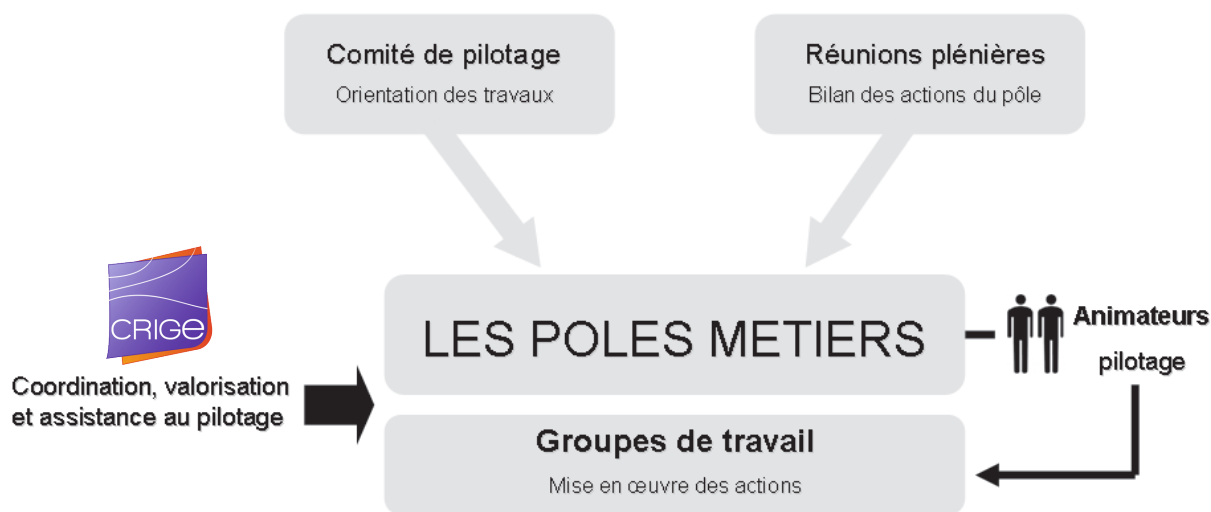 Comité de pilotage
Orientation des travaux
Réunions plénières
Bilan des actions du pôle
CRIGe
Coordination, valorisation
et assistance au pilotage
LES POLES METIERS
Animateurs
pilotage
Groupes de travail
Mise en œuvre des actions